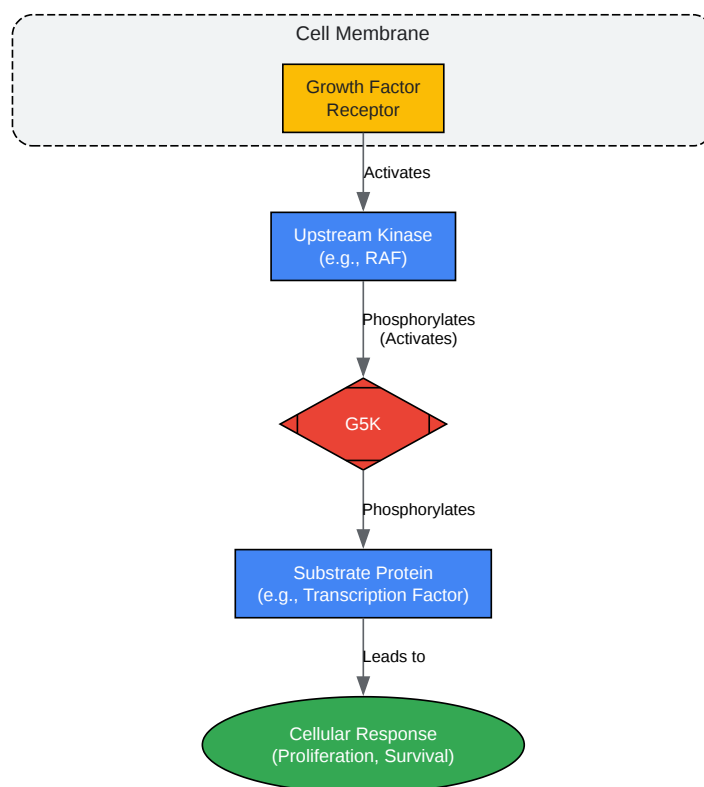 Cell Membrane
Growth Factor
Receptor
Activates
Upstream Kinase
(e.g., RAF)
Phosphorylates
(Activates)
G5K
Phosphorylates
Substrate Protein
(e.g., Transcription Factor)
Leads to
Cellular Response
(Proliferation, Survival)